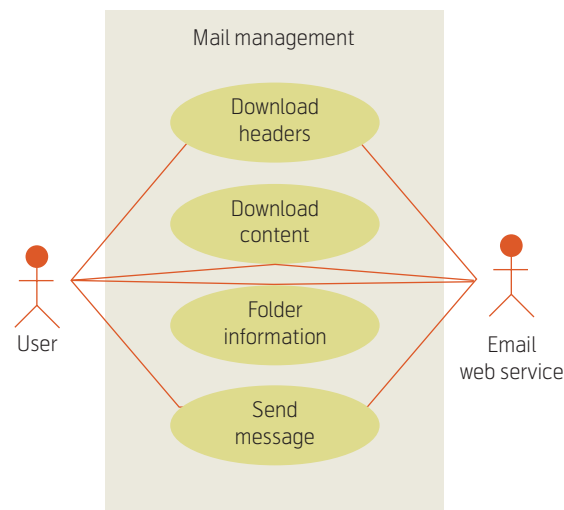 Mail management
Download
headers
Download
content
Folder
information
Send
message
User
Email
web service